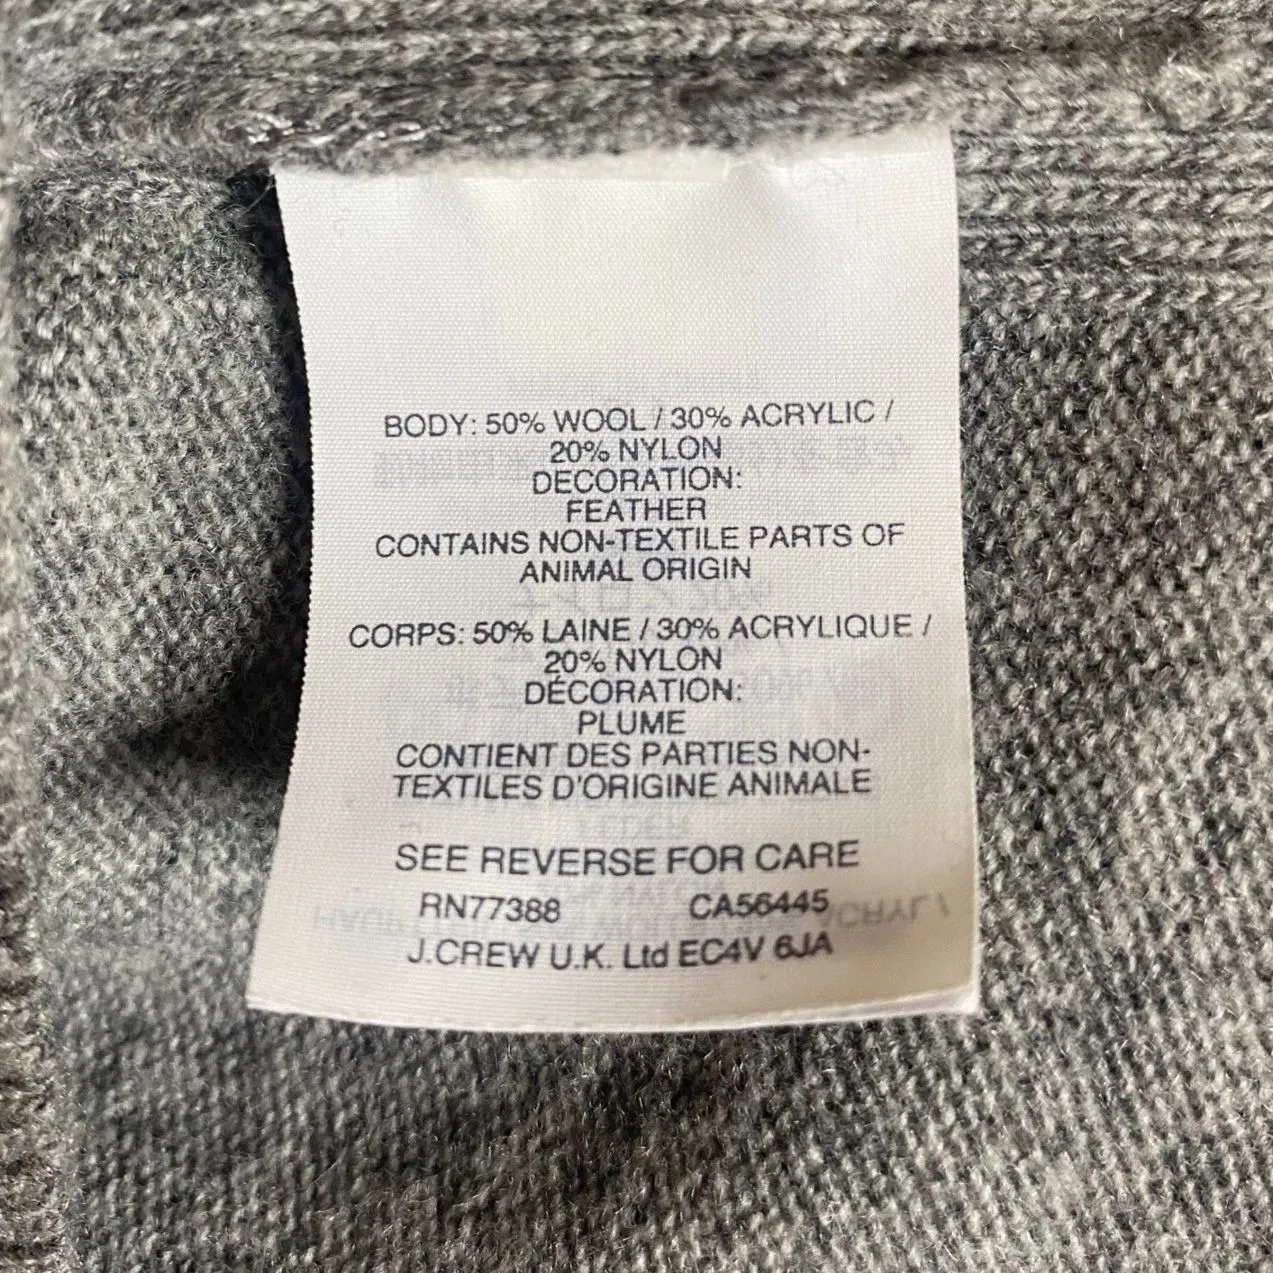 BODY: 50% WOOL / 30% ACRYLIC /
20% NYLON
DECORATION:
FEATHER
CONTAINS NON-TEXTILE PARTS OF
ANIMAL ORIGIN
CORPS: 50% LAINE / 30% ACRYLIQUE /
20% NYLON
DÉCORATION:
PLUME
CONTIENT DES PARTIES NON-
TEXTILES D'ORIGINE ANIMALE
SEE REVERSE FOR CARE
RN77388 CA56445
J.CREW U.K. Ltd EC4V 6JA